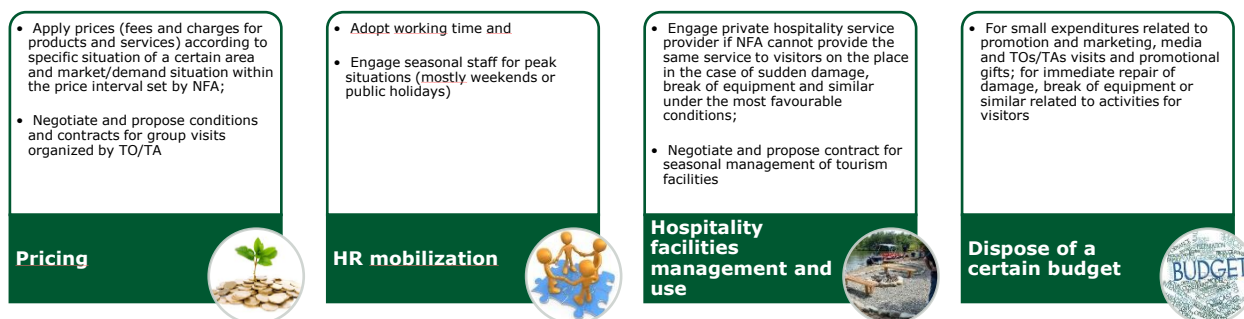 • Apply prices (fees and charges for
products and services) according to
specific situation of a certain area
and market/demand situation within
the price interval set by NFA;
• Negotiate and propose conditions
and contracts for group visits
organized by TO/TA
Pricing
• Adopt working time and
• Engage seasonal staff for peak
situations (mostly weekends or
public holidays)
HR mobilization
• Engage private hospitality service
provider if NFA cannot provide the
same service to visitors on the place
in the case of sudden damage,
break of equipment and similar
under the most favourable
conditions;
• Negotiate and propose contract for
seasonal management of tourism
facilities
Hospitality
facilities
management and
use
• For small expenditures related to
promotion and marketing, media
and TOs/TAs visits and promotional
gifts; for immediate repair of
damage, break of equipment or
similar related to activities for
visitors
Dispose of a
certain budget
BUDGET